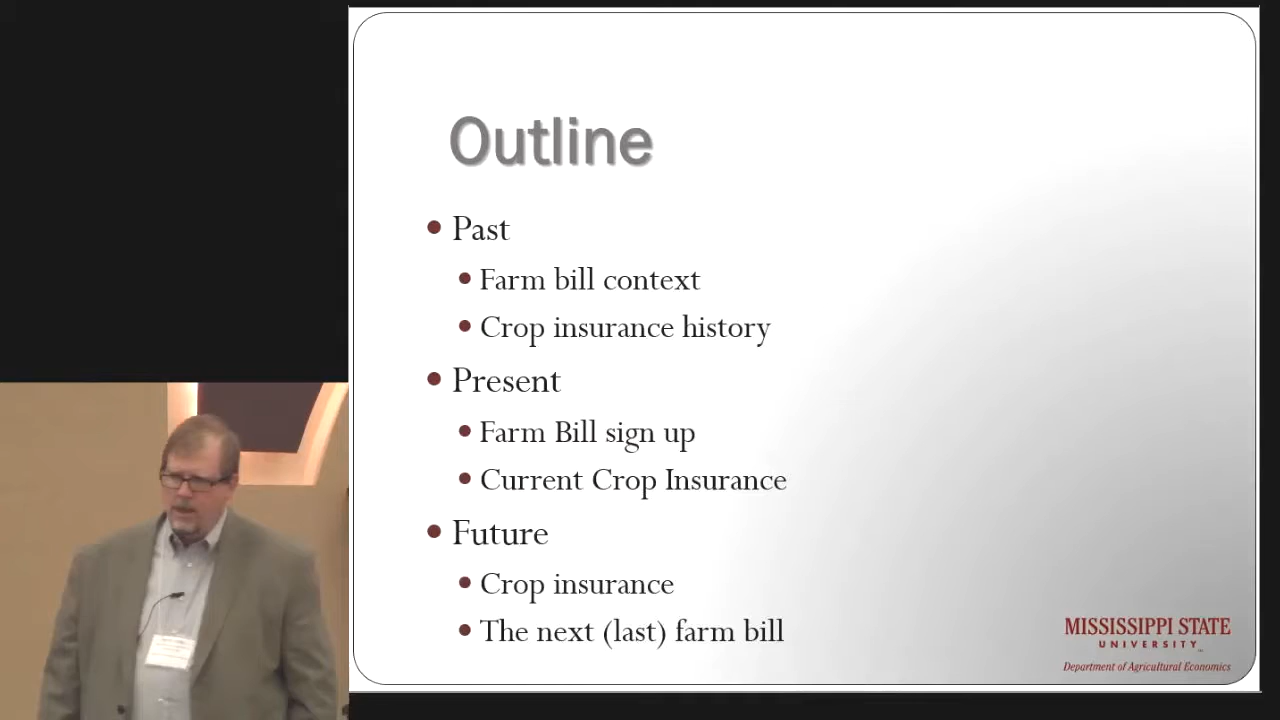 Outline
• Past
• Farm bill context
• Crop insurance history
• Present
• Farm Bill sign up
• Current Crop Insurance
• Future
• Crop insurance
• The next (last) farm bill
MISSISSIPPI STATE
UNIVERSITY
Department of Agricultural Economics